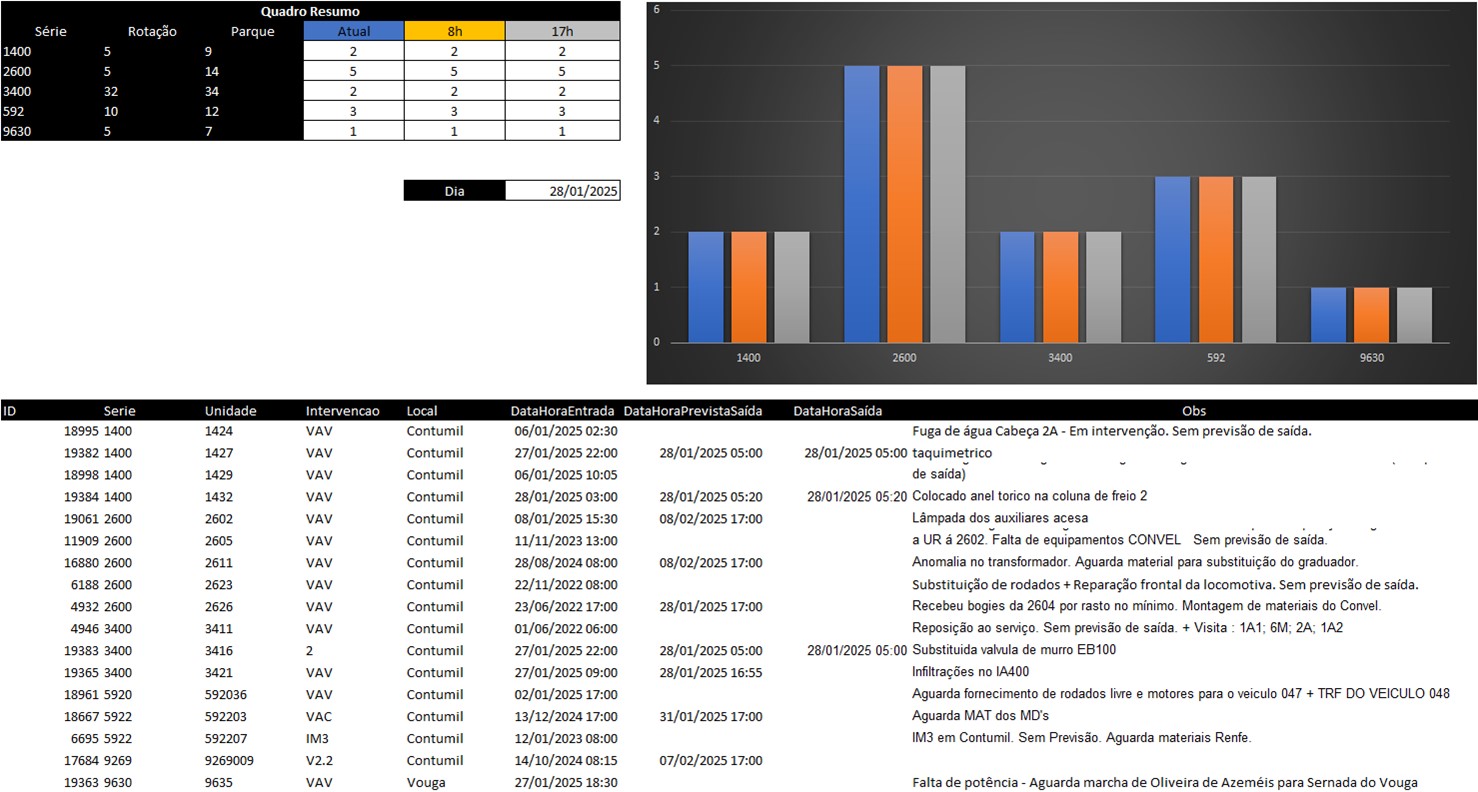 Quadro Resumo
Série Rotação Parque Atual 8h 17h
1400 5 9 2 2 2
2600 5 14 5 5 5
3400 32 34 2 2 2
592 10 12 3 3 3
9630 5 7 1 1 1
Dia 28/01/2025
6
5
4
3
2
1
0
1400 2600 3400 592 9630
ID Serie Unidade Intervencao Local DataHoraEntrada DataHoraPrevistaSaída DataHoraSaída Obs
18995 1400 1424 VAV Contumil 06/01/2025 02:30 Fuga de água Cabeça 2A - Em intervenção. Sem previsão de saída.
19382 1400 1427 VAV Contumil 27/01/2025 22:00 28/01/2025 05:00 28/01/2025 05:00 taquimetrico
18998 1400 1429 VAV Contumil 06/01/2025 10:05 de saída)
19384 1400 1432 VAV Contumil 28/01/2025 03:00 28/01/2025 05:20 28/01/2025 05:20 Colocado anel torico na coluna de freio 2
19061 2600 2602 VAV Contumil 08/01/2025 15:30 08/02/2025 17:00 Lâmpada dos auxiliares acesa
11909 2600 2605 VAV Contumil 11/11/2023 13:00 a UR á 2602. Falta de equipamentos CONVEL Sem previsão de saída.
16880 2600 2611 VAV Contumil 28/08/2024 08:00 08/02/2025 17:00 Anomalia no transformador. Aguarda material para substituição do graduador.
6188 2600 2623 VAV Contumil 22/11/2022 08:00 Substituição de rodados + Reparação frontal da locomotiva. Sem previsão de saída.
4932 2600 2626 VAV Contumil 23/06/2022 17:00 28/01/2025 17:00 Recebeu bogies da 2604 por rasto no mínimo. Montagem de materiais do Convel.
4946 3400 3411 VAV Contumil 01/06/2022 06:00 Reposição ao serviço. Sem previsão de saída. + Visita : 1A1; 6M; 2A; 1A2
19383 3400 3416 2 Contumil 27/01/2025 22:00 28/01/2025 05:00 28/01/2025 05:00 Substituida valvula de murro EB100
19365 3400 3421 VAV Contumil 27/01/2025 09:00 28/01/2025 16:55 Infiltrações no IA400
18961 5920 592036 VAV Contumil 02/01/2025 17:00 Aguarda fornecimento de rodados livre e motores para o veiculo 047 + TRF DO VEICULO 048
18667 5922 592203 VAC Contumil 13/12/2024 17:00 31/01/2025 17:00 Aguarda MAT dos MD's
6695 5922 592207 IM3 Contumil 12/01/2023 08:00 IM3 em Contumil. Sem Previsão. Aguarda materiais Renfe.
17684 9269 9269009 V2.2 Contumil 14/10/2024 08:15 07/02/2025 17:00
19363 9630 9635 VAV Vouga 27/01/2025 18:30 Falta de potência - Aguarda marcha de Oliveira de Azeméis para Sernada do Vouga